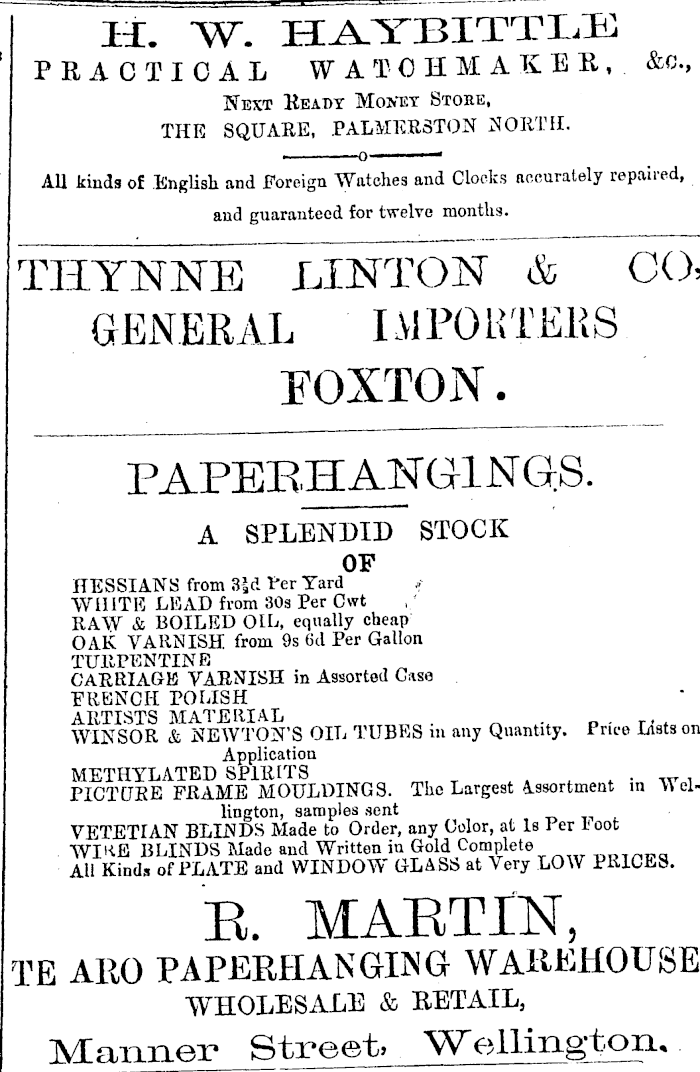 H. W. HAYBITTLE
PRACTICAL WATCHMAKER, &c.,
NEXT READY MONEY STORE,
THE SQUARE, PALMERSTON NORTH.
o
All kinds of English and Foreign Watches and Clocks accurately repaired,
and guaranteed for twelve months.
THYNNE LINTON & CO,
GENERAL IMPORTERS
FOXTON.
PAPERHANGINGS.
A SPLENDID STOCK
OF
HESSIANS from 3½d Per Yard
WHITE LEAD from 30s Per Cwt
RAW & BOILED OIL, equally cheap
OAK VARNISH from 9s 6d Per Gallon
TURPENTINE
CARRIAGE VARNISH in Assorted Case
FRENCH POLISH
ARTISTS MATERIAL
WINSOR & NEWTON'S OIL TUBES in any Quantity. Price Lists on
Application
METHYLATED SPIRITS
PICTURE FRAME MOULDINGS. The Largest Assortment in Wel-
lington, samples sent
VETETIAN BLINDS Made to Order, any Color, at 1s Per Foot
WIRE BLINDS Made and Written in Gold Complete
All Kinds of PLATE and WINDOW GLASS at Very LOW PRICES.
R. MARTIN,
TE ARO PAPERHANGING WAREHOUSE
WHOLESALE & RETAIL,
Manner Street, Wellington.